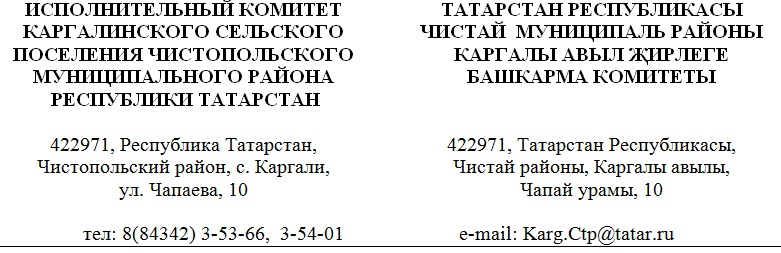 ИСПОЛНИТЕЛЬНЫЙ КОМИТЕТ
КАРГАЛИНСКОГО СЕЛЬСКОГО
ПОСЕЛЕНИЯ ЧИСТОПОЛЬСКОГО
МУНИЦИПАЛЬНОГО РАЙОНА
РЕСПУБЛИКИ ТАТАРСТАН
422971, Республика Татарстан,
Чистопольский район, с. Каргали,
ул. Чапаева, 10
тел: 8(84342) 3-53-66, 3-54-01
ТАТАРСТАН РЕСПУБЛИКАСЫ
ЧИСТАЙ МУНИЦИПАЛЬ РАЙОНЫ
КАРГАЛЫ АВЫЛ ҖИРЛЕГЕ
БАШКАРМА КОМИТЕТЫ
422971, Татарстан Республикасы,
Чистай районы, Каргалы авылы,
Чапай урамы, 10
e-mail: Karg.Ctp@tatar.ru